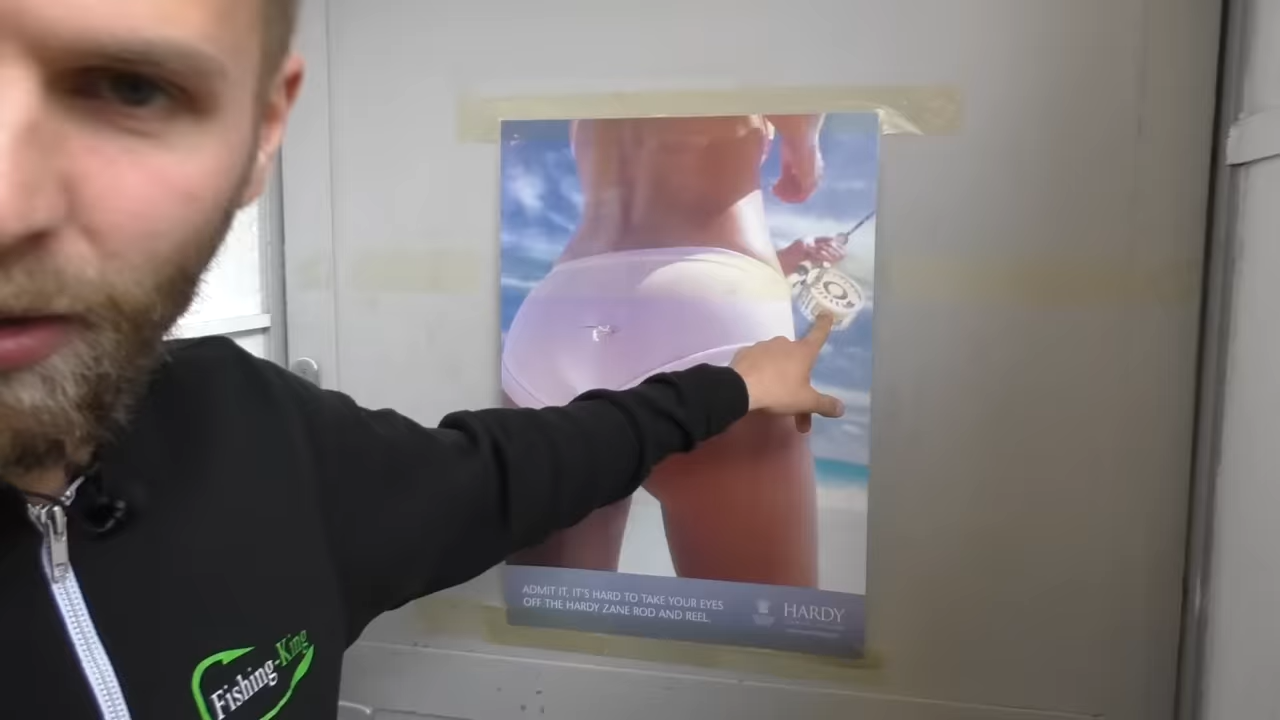 ADMIT IT, IT'S HARD TO TAKE YOUR EYES
OFF THE HARDY ZANE ROD AND REEL.
HARDY
Fishing-King